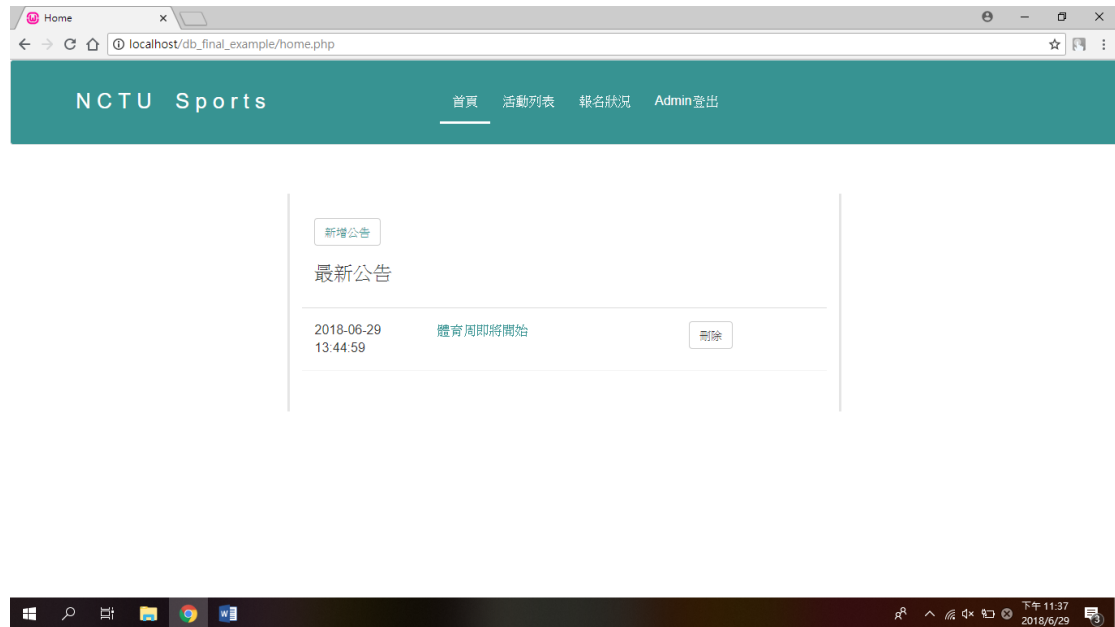 Home
localhost/db_final_example/home.php
NCTU Sports
首頁 活動列表 報名狀況 Admin登出
新增公告
最新公告
2018-06-29 體育周即將開始 刪除
13:44:59
下午 11:37
2018/6/29
3